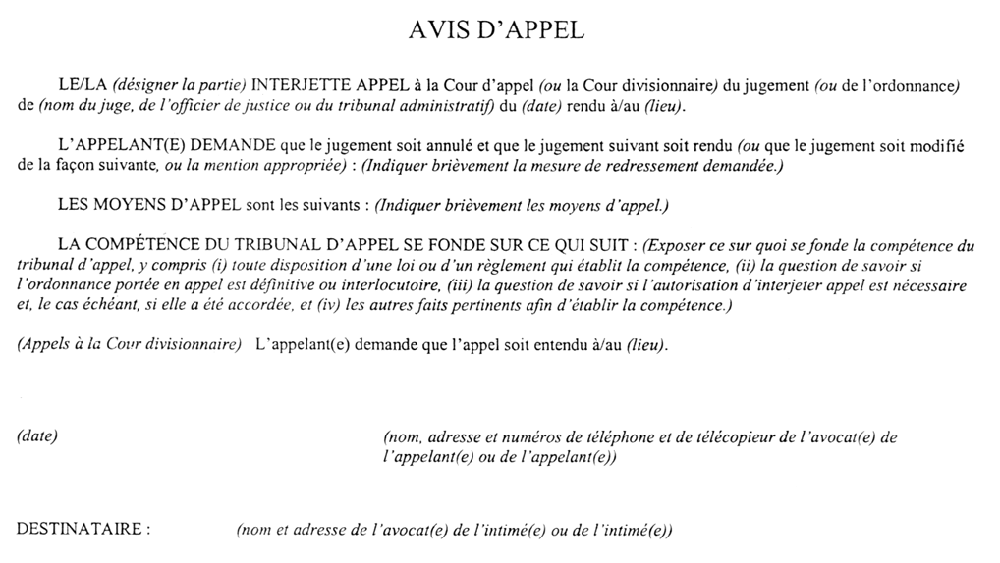 AVIS D'APPEL
LE/LA (désigner la partie) INTERJETTE APPEL à la Cour d'appel (ou la Cour divisionnaire) du jugement (ou de l'ordonnance)
de (nom du juge, de l'officier de justice ou du tribunal administratif) du (date) rendu à/au (lieu).
L'APPELANT(E) DEMANDE que le jugement soit annulé et que le jugement suivant soit rendu (ou que le jugement soit modifié
de la façon suivante, ou la mention appropriée) : (Indiquer brièvement la mesure de redressement demandée.)
LES MOYENS D'APPEL sont les suivants : (Indiquer brièvement les moyens d'appel.)
LA COMPÉTENCE DU TRIBUNAL D'APPEL SE FONDE SUR CE QUI SUIT : (Exposer ce sur quoi se fonde la compétence du
tribunal d'appel, y compris (i) toute disposition d'une loi ou d'un règlement qui établit la compétence, (ii) la question de savoir si
l'ordonnance portée en appel est définitive ou interlocutoire, (iii) la question de savoir si l'autorisation d'interjeter appel est nécessaire
et, le cas échéant, si elle a été accordée, et (iv) les autres faits pertinents afin d'établir la compétence.)
(Appels à la Cour divisionnaire) L'appelant(e) demande que l'appel soit entendu à/au (lieu).
(date) (nom, adresse et numéros de téléphone et de télécopieur de l'avocat(e) de
l'appelant(e) ou de l'appelant(e))
DESTINATAIRE : (nom et adresse de l'avocat(e) de l'intimé(e) ou de l'intimé(e))